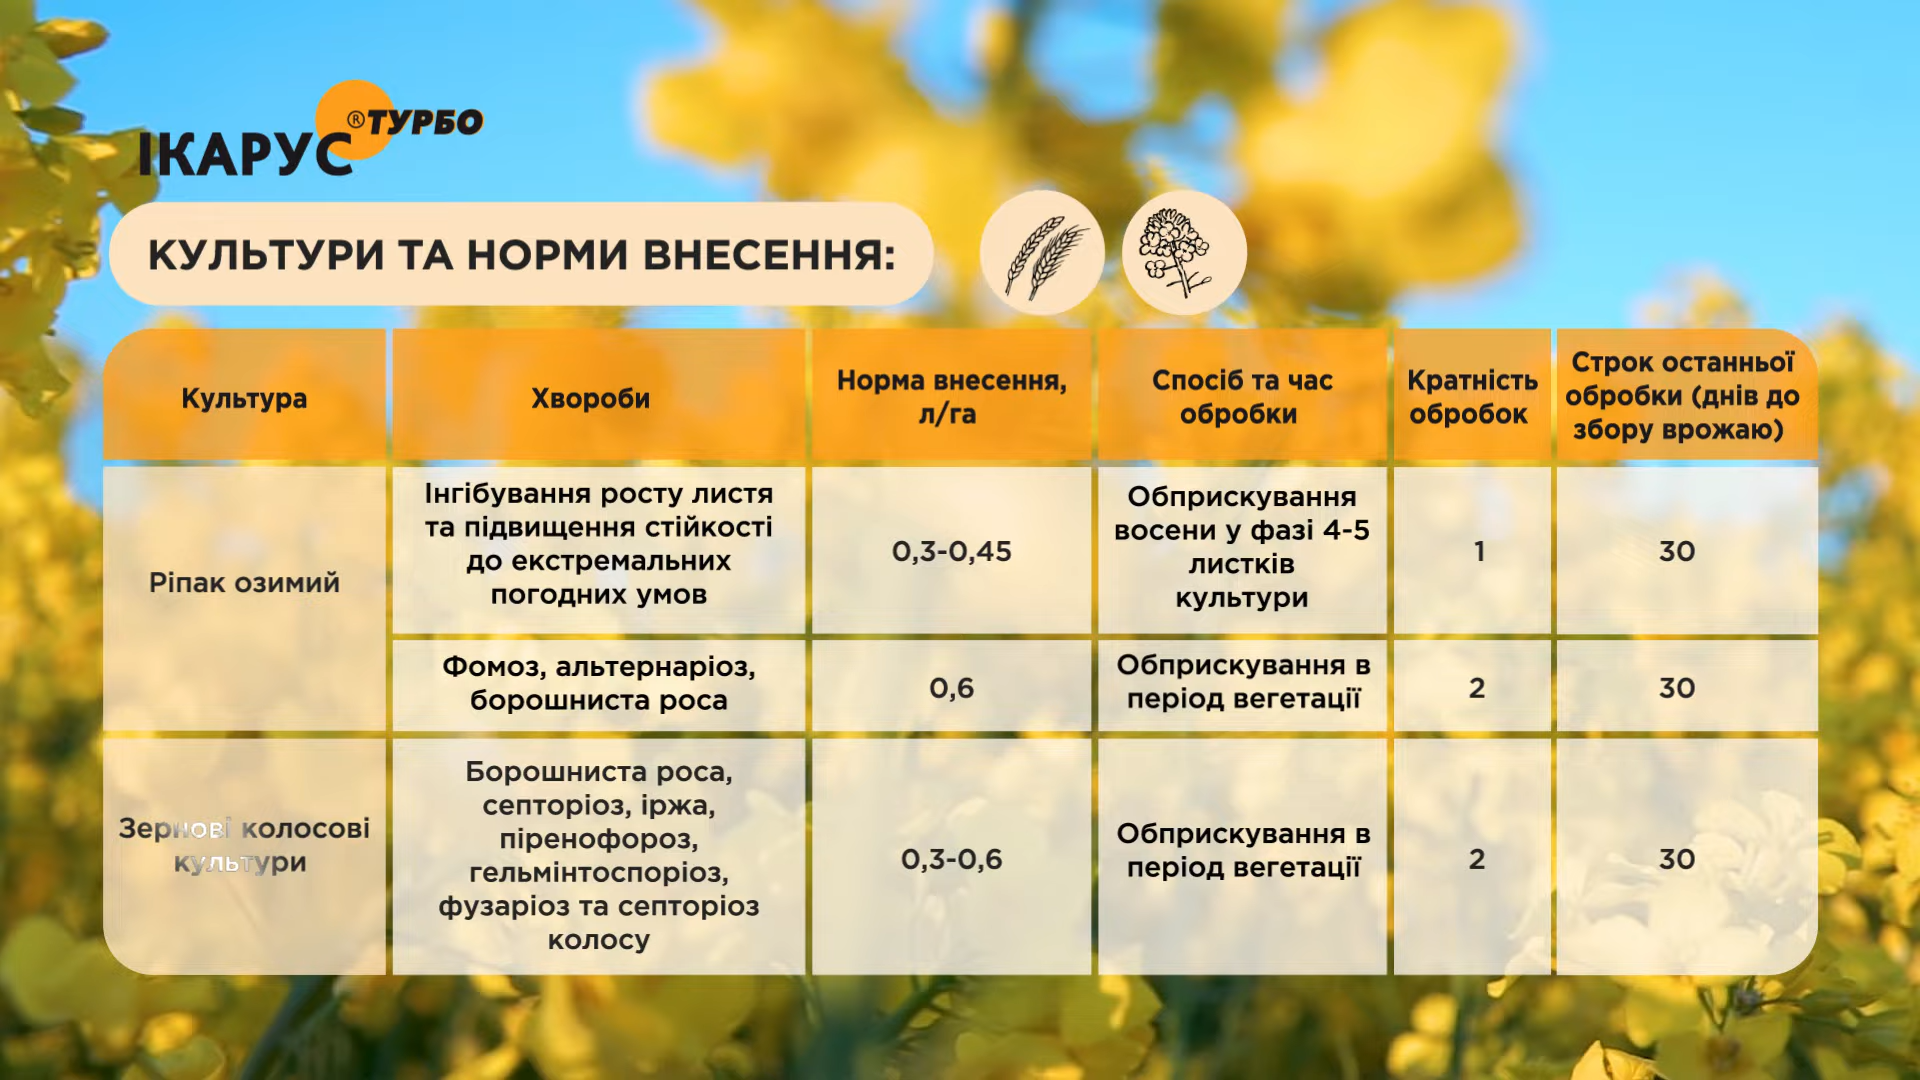 ІКАРУС®ТУРБО
КУЛЬТУРИ ТА НОРМИ ВНЕСЕННЯ:
Культура
Хвороби
Норма внесення,
л/га
Спосіб та час
обробки
Кратність
обробок
Строк останньої
обробки (днів до
збору врожаю)
Ріпак озимий
Інгібування росту листя
та підвищення стійкості
до екстремальних
погодних умов
0,3-0,45
Обприскування
восени у фазі 4-5
листків
культури
1
30
Фомоз, альтернаріоз,
борошниста роса
0,6
Обприскування в
період вегетації
2
30
Зернові колосові
культури
Борошниста роса,
септоріоз, іржа,
піренофороз,
гельмінтоспоріоз,
фузаріоз та септоріоз
колосу
0,3-0,6
Обприскування в
період вегетації
2
30